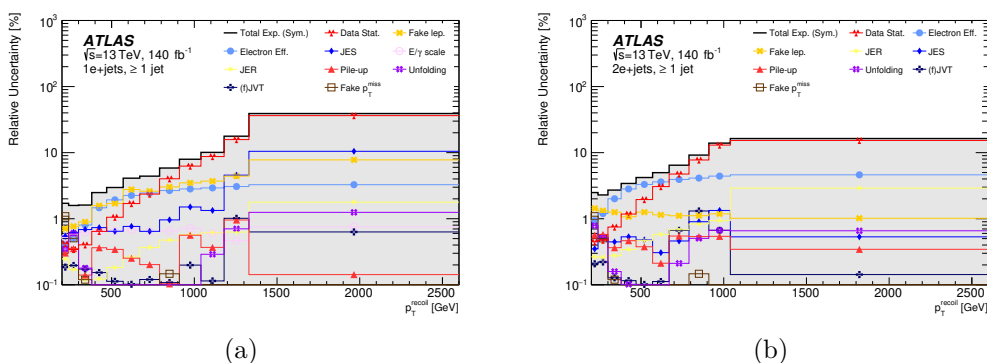 Relative Uncertainty [%]
10³
10²
10
1
10⁻¹
ATLAS
√s=13 TeV, 140 fb⁻¹
1e+jets, ≥ 1 jet
Total Exp. (Sym.) Data Stat. Fake lep.
Electron Eff. JES E/γ scale
JER Pile-up Unfolding
(f)JVT Fake p_T^miss
500 1000 1500 2000 2500
p_T^recoil [GeV]
(a)
Relative Uncertainty [%]
10³
10²
10
1
10⁻¹
ATLAS
√s=13 TeV, 140 fb⁻¹
2e+jets, ≥ 1 jet
Total Exp. (Sym.) Data Stat. Electron Eff.
Fake lep. JER JES
Pile-up Unfolding (f)JVT
Fake p_T^miss
500 1000 1500 2000 2500
p_T^recoil [GeV]
(b)